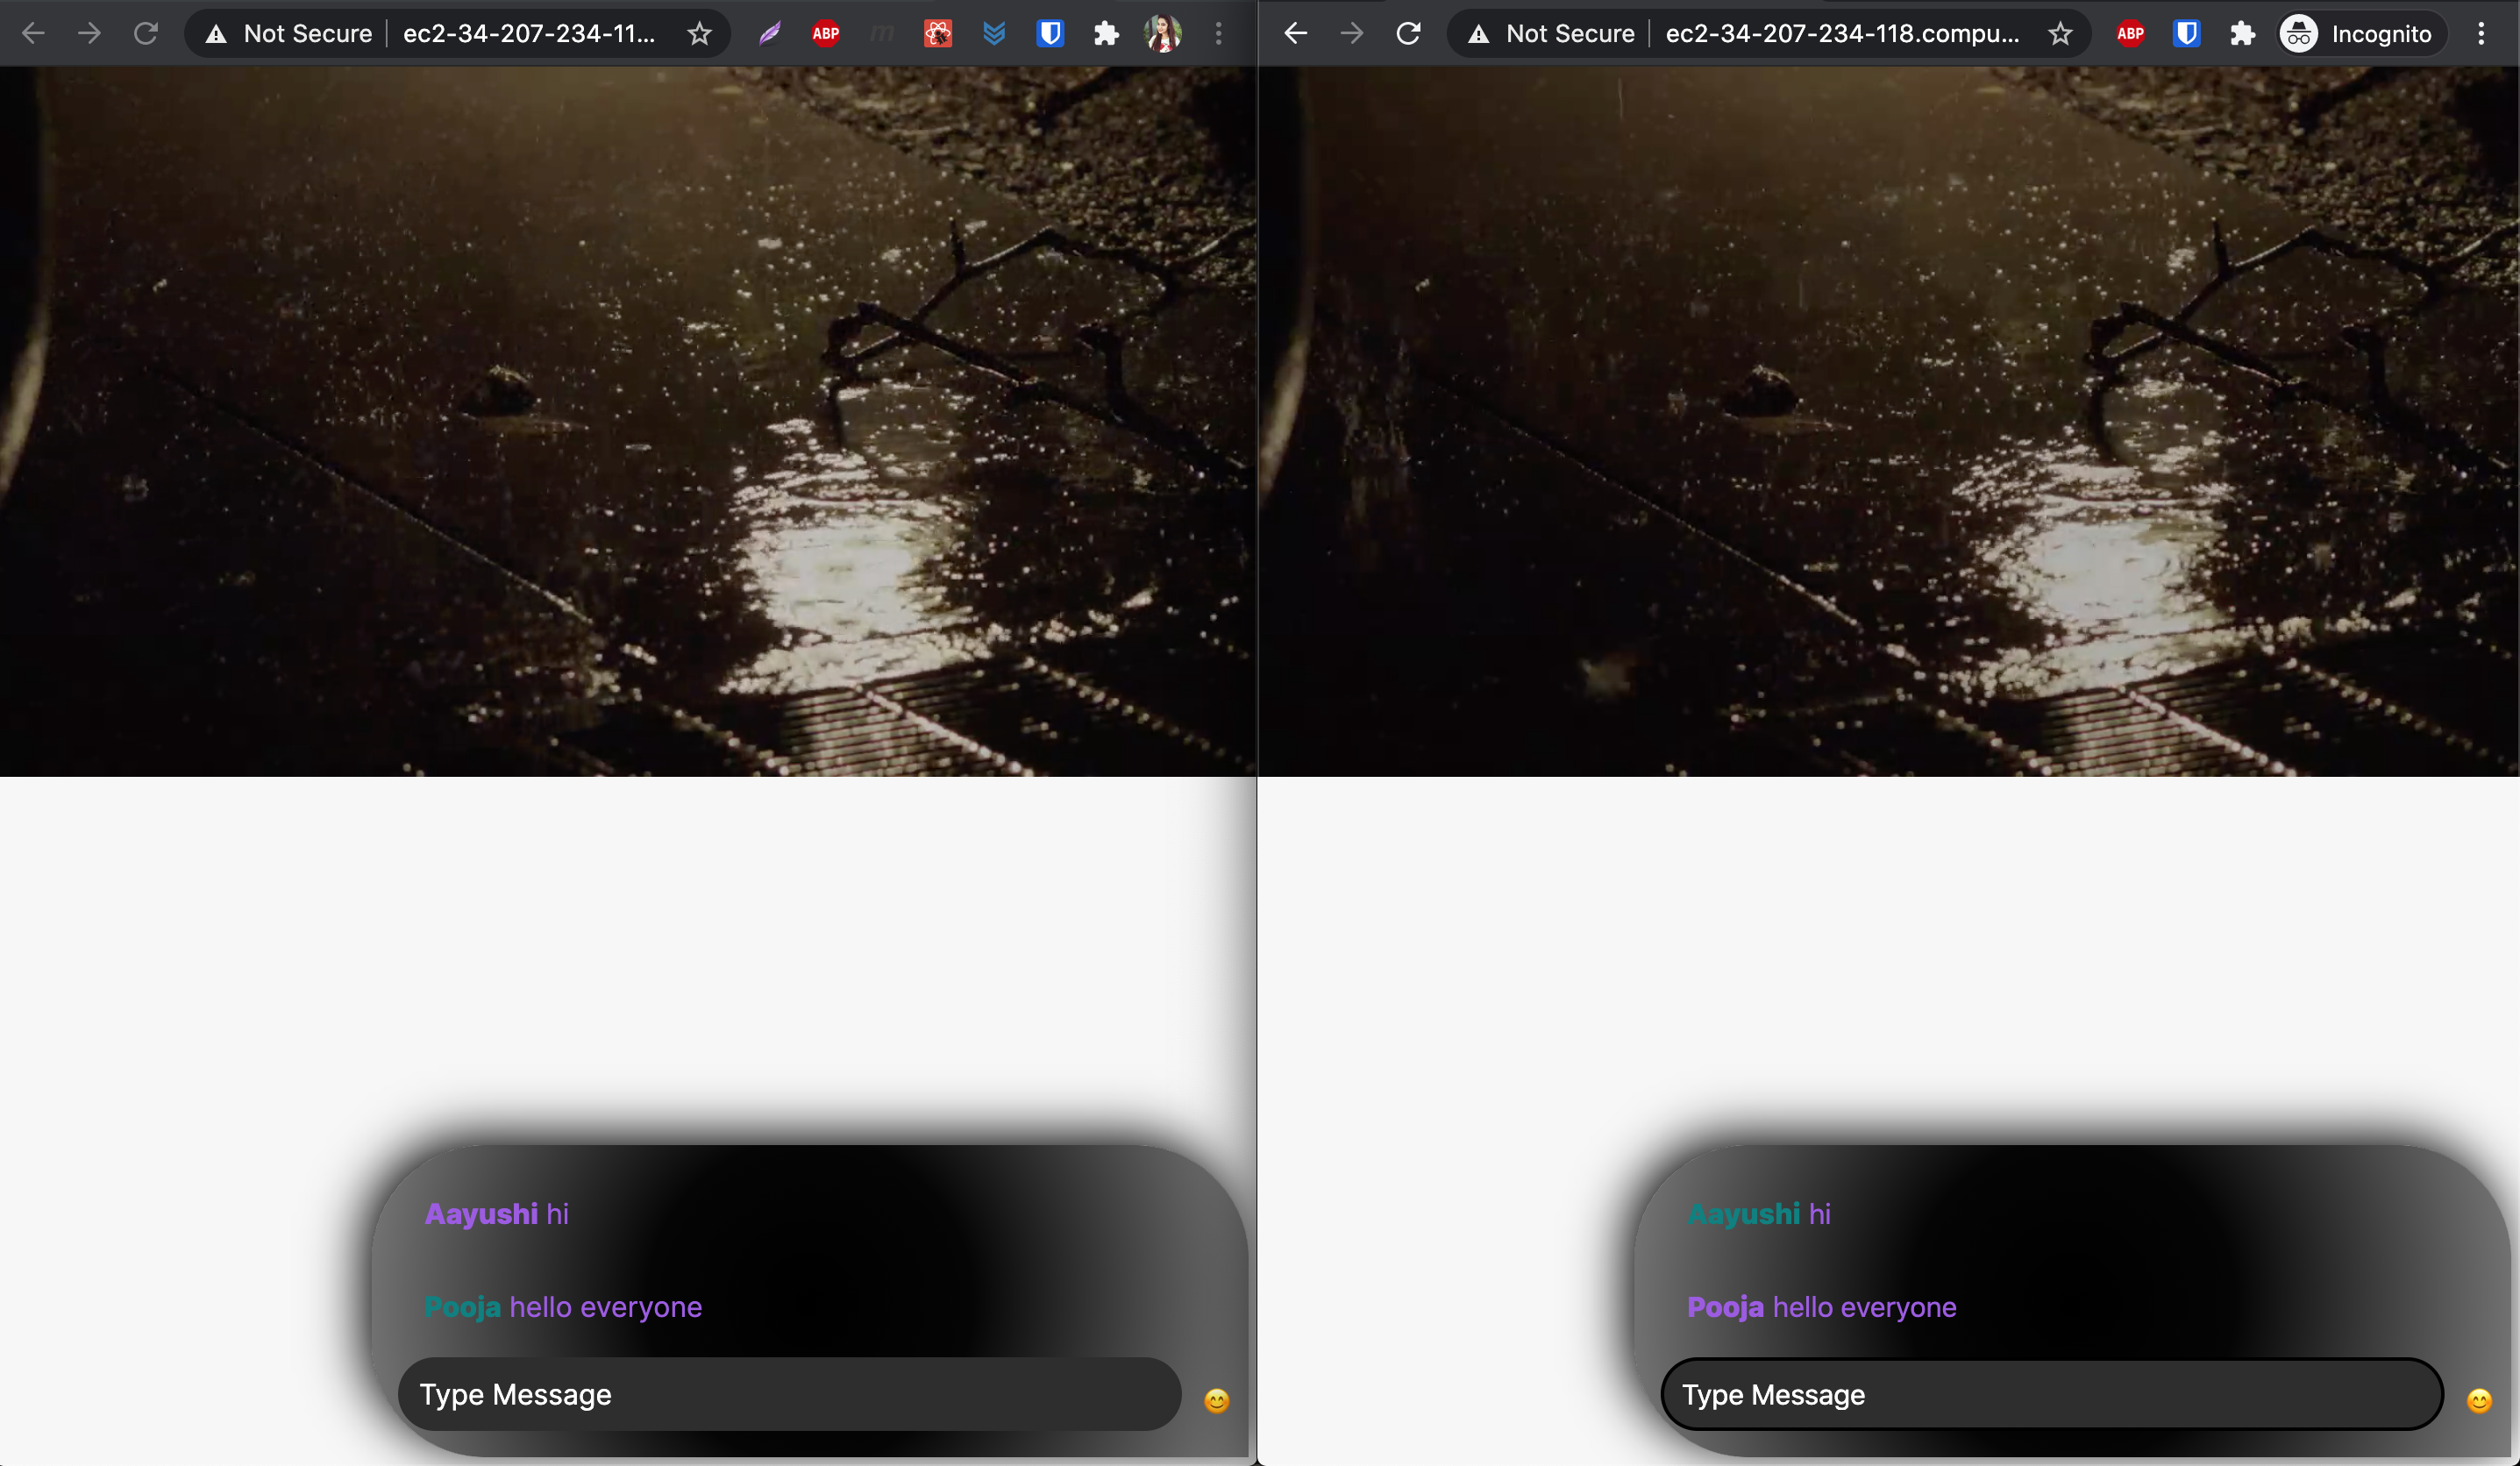 Not Secure ec2-34-207-234-11...
ABP
m
Not Secure ec2-34-207-234-118.compu...
ABP
Incognito
Aayushi hi
Pooja hello everyone
Type Message
Aayushi hi
Pooja hello everyone
Type Message